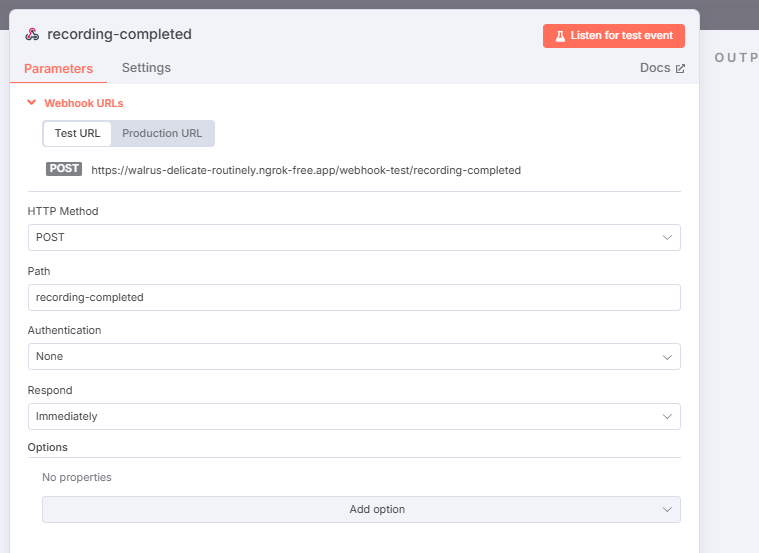 recording-completed
Listen for test event
Parameters Settings Docs
OUTP
Webhook URLs
Test URL Production URL
POST https://walrus-delicate-routinely.ngrok-free.app/webhook-test/recording-completed
HTTP Method
POST
Path
recording-completed
Authentication
None
Respond
Immediately
Options
No properties
Add option